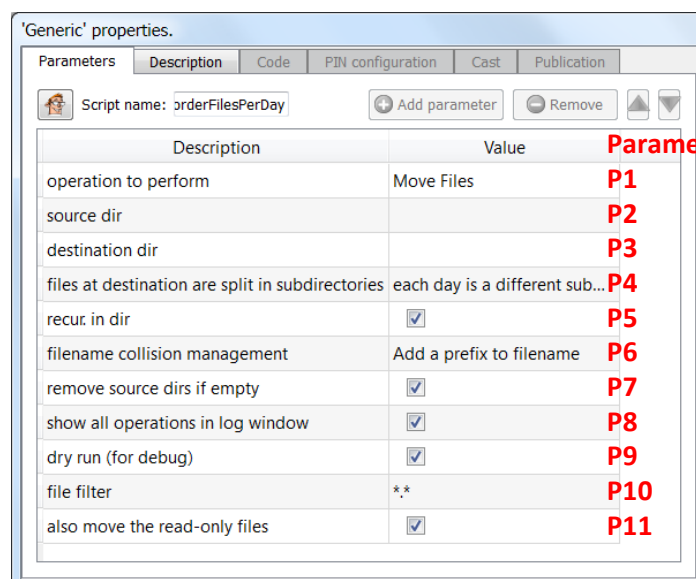 'Generic' properties.
Parameters Description Code PIN configuration Cast Publication
Script name: orderFilesPerDay Add parameter Remove
Description Value Parame
operation to perform Move Files P1
source dir P2
destination dir P3
files at destination are split in subdirectories each day is a different sub... P4
recur. in dir P5
filename collision management Add a prefix to filename P6
remove source dirs if empty P7
show all operations in log window P8
dry run (for debug) P9
file filter *.* P10
also move the read-only files P11